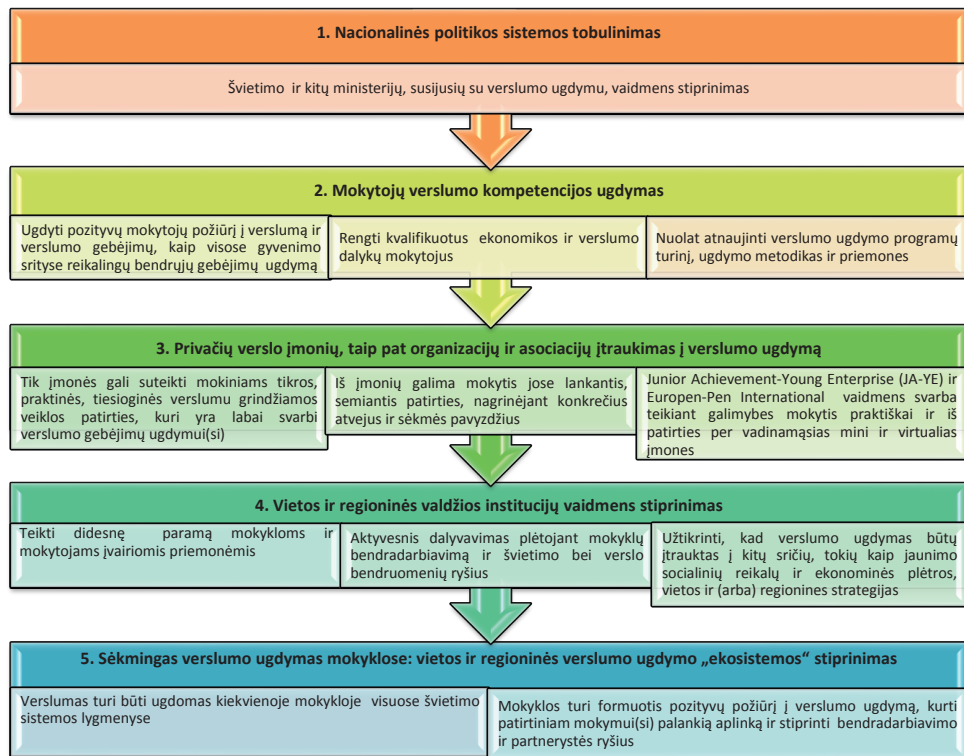 1. Nacionalinės politikos sistemos tobulinimas
Švietimo ir kitų ministerijų, susijusių su verslumo ugdymu, vaidmens stiprinimas
2. Mokytojų verslumo kompetencijos ugdymas
Ugdyti pozityvų mokytojų požiūrį į verslumą ir
verslumo gebėjimų, kaip visose gyvenimo
srityse reikalingų bendrųjų gebėjimų ugdymą
Rengti kvalifikuotus ekonomikos ir verslumo
dalykų mokytojus
Nuolat atnaujinti verslumo ugdymo programų
turinį, ugdymo metodikas ir priemones
3. Privačių verslo įmonių, taip pat organizacijų ir asociacijų įtraukimas į verslumo ugdymą
Tik įmonės gali suteikti mokiniams tikros,
praktinės, tiesioginės verslumu grindžiamos
veiklos patirties, kuri yra labai svarbi
verslumo gebėjimų ugdymui(si)
Iš įmonių galima mokytis jose lankantis,
semiantis patirties, nagrinėjant konkrečius
atvejus ir sėkmės pavyzdžius
Junior Achievement-Young Enterprise (JA-YE) ir
Europen-Pen International vaidmens svarba
teikiant galimybes mokytis praktiškai ir iš
patirties per vadinamąsias mini ir virtualias
įmones
4. Vietos ir regioninės valdžios institucijų vaidmens stiprinimas
Teikti didesnę paramą mokykloms ir
mokytojams įvairiomis priemonėmis
Aktyvesnis dalyvavimas plėtojant mokyklų
bendradarbiavimą ir švietimo bei verslo
bendruomenių ryšius
Užtikrinti, kad verslumo ugdymas būtų
įtrauktas į kitų sričių, tokių kaip jaunimo
socialinių reikalų ir ekonominės plėtros,
vietos ir (arba) regionines strategijas
5. Sėkmingas verslumo ugdymas mokyklose: vietos ir regioninės verslumo ugdymo „ekosistemos“ stiprinimas
Verslumas turi būti ugdomas kiekvienoje mokykloje visuose švietimo
sistemos lygmenyse
Mokyklos turi formuotis pozityvų požiūrį į verslumo ugdymą, kurti
patirtiniam mokymui(si) palankią aplinką ir stiprinti bendradarbiavimo
ir partnerystės ryšius